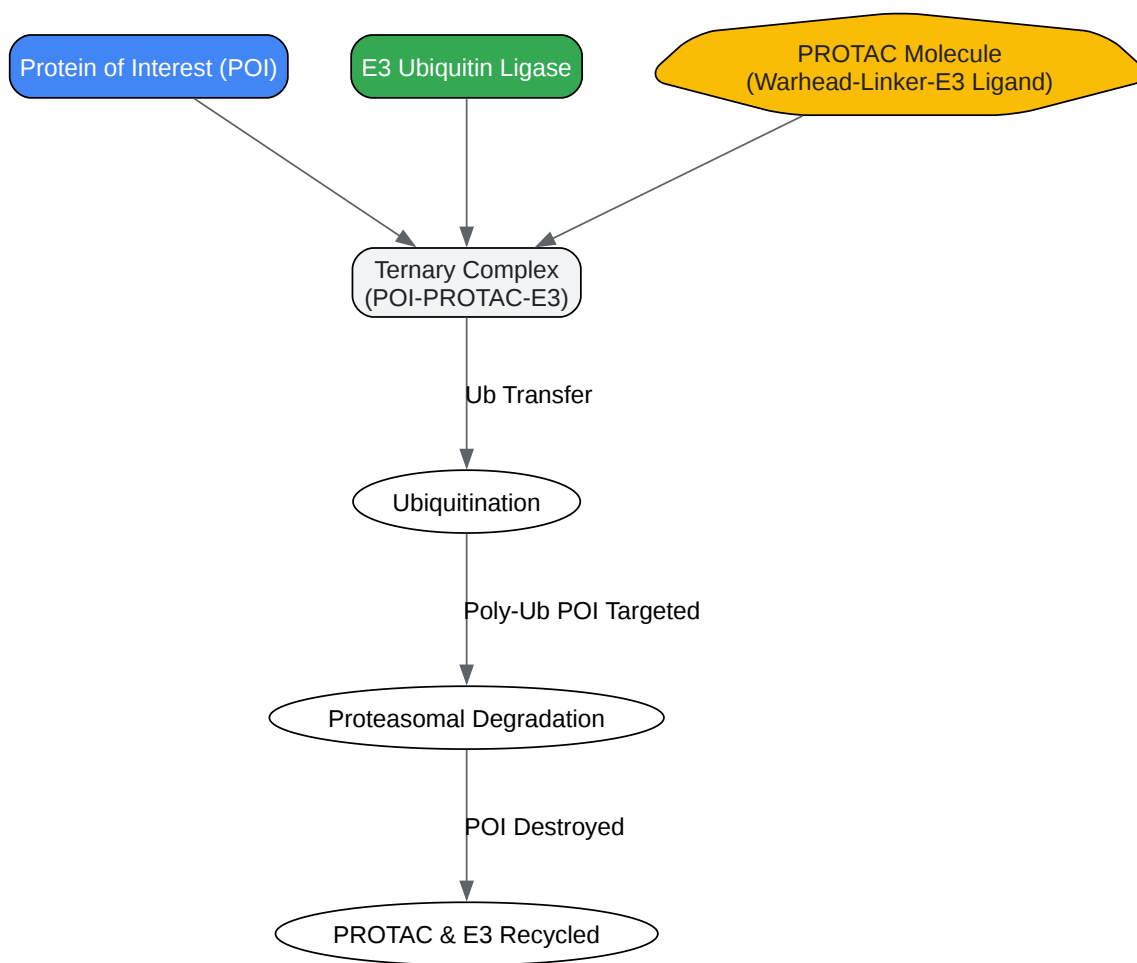 Protein of Interest (POI)
E3 Ubiquitin Ligase
PROTAC Molecule
(Warhead-Linker-E3 Ligand)
Ternary Complex
(POI-PROTAC-E3)
Ub Transfer
Ubiquitination
Poly-Ub POI Targeted
Proteasomal Degradation
POI Destroyed
PROTAC & E3 Recycled